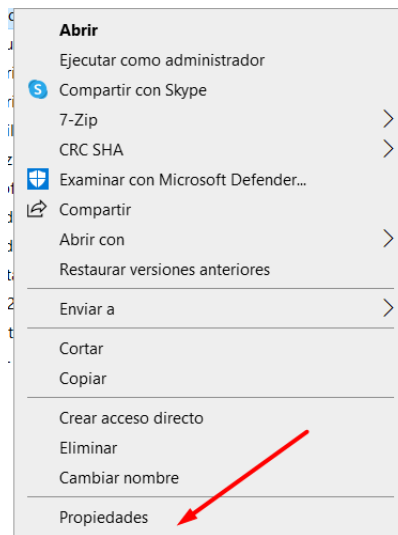 Abrir
Ejecutar como administrador
Compartir con Skype
7-Zip
CRC SHA
Examinar con Microsoft Defender...
Compartir
Abrir con
Restaurar versiones anteriores
Enviar a
Cortar
Copiar
Crear acceso directo
Eliminar
Cambiar nombre
Propiedades